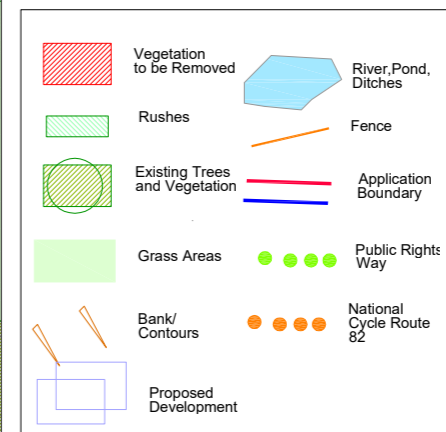 Vegetation
to be Removed
Rushes
Existing Trees
and Vegetation
Grass Areas
Bank/
Contours
Proposed
Development
River,Pond,
Ditches
Fence
Application
Boundary
Public Rights
Way
National
Cycle Route
82